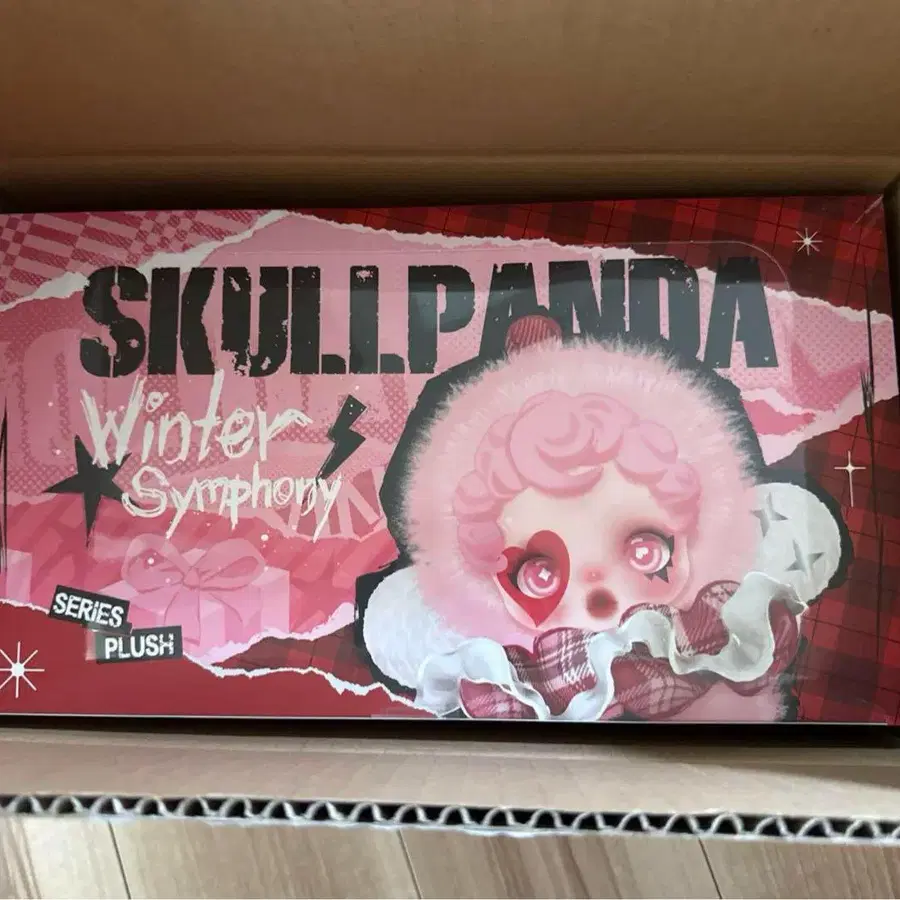 SKULLPANDA
Winter
Symphony
SERIES
PLUSH